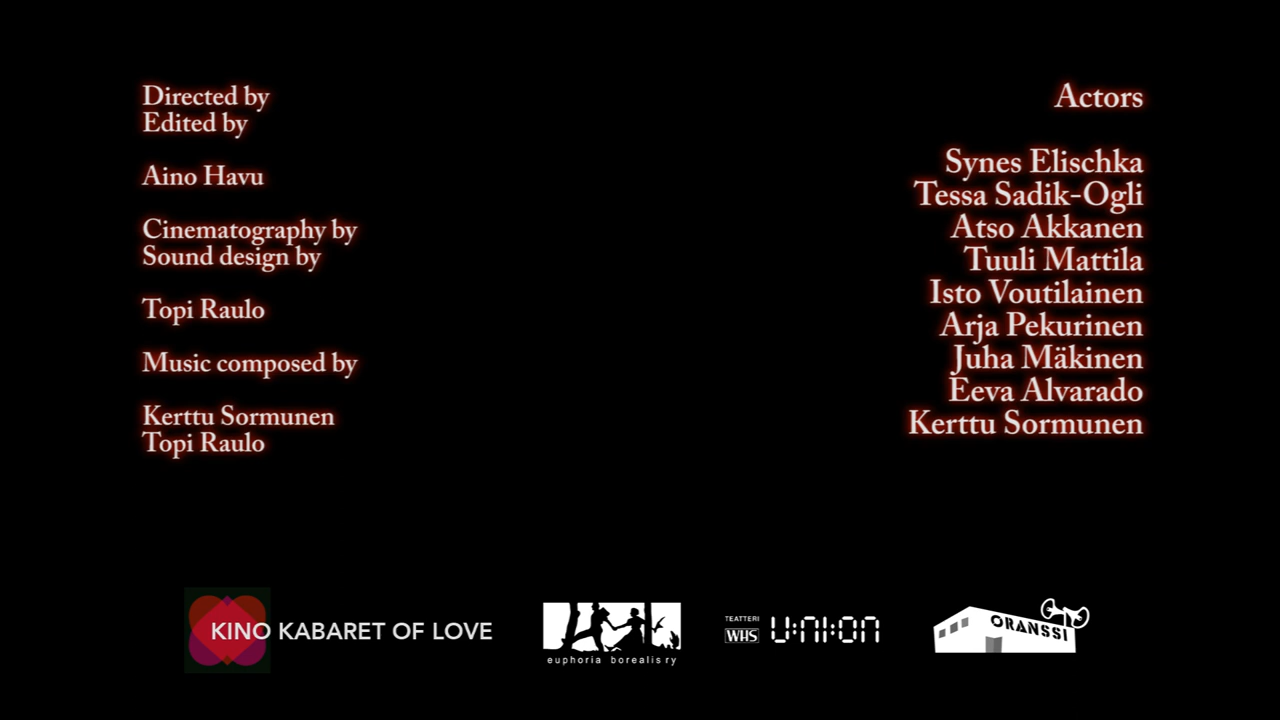 Directed by
Edited by
Aino Havu
Cinematography by
Sound design by
Topi Raulo
Music composed by
Kerttu Sormunen
Topi Raulo
Actors
Synes Elischka
Tessa Sadik-Ogli
Atso Akkanen
Tuuli Mattila
Isto Voutilainen
Arja Pekurinen
Juha Mäkinen
Eeva Alvarado
Kerttu Sormunen
KINO KABARET OF LOVE
euphoria borealis ry
TEATTERI
WHS
UNION
ORANSSI